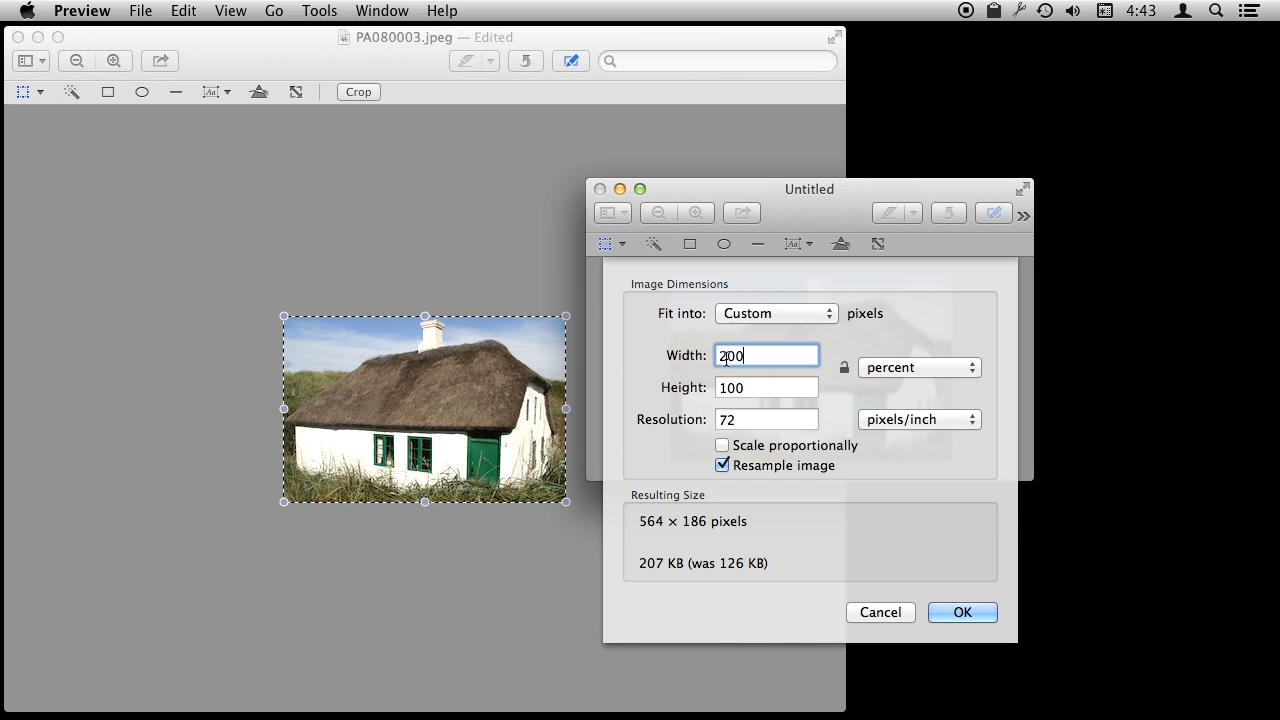 Preview File Edit View Go Tools Window Help 4:43
PA080003.jpeg — Edited
Aa Crop
Untitled
Aa
Image Dimensions
Fit into: Custom pixels
Width: 200
percent
Height: 100
Resolution: 72 pixels/inch
Scale proportionally
Resample image
Resulting Size
564 × 186 pixels
207 KB (was 126 KB)
Cancel OK